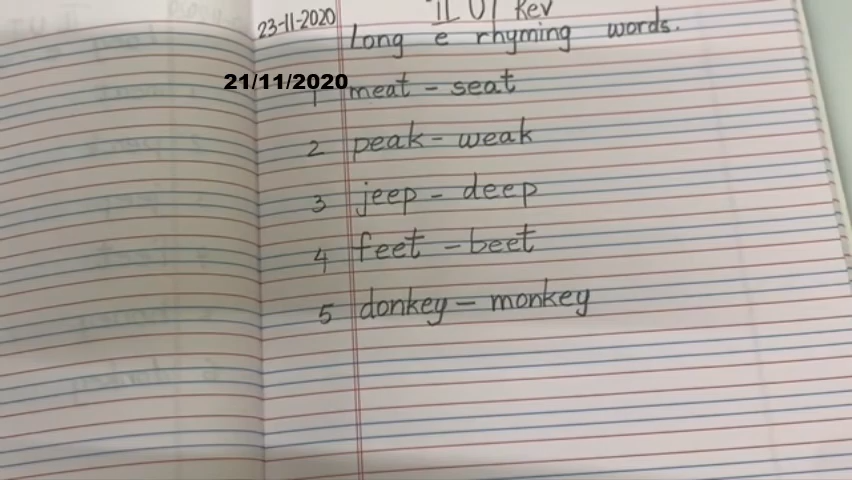 23-11-2020
Rev
Long e rhyming words.
21/11/2020
1 meat - seat
2 peak - weak
3 jeep - deep
4 feet - beet
5 donkey - monkey